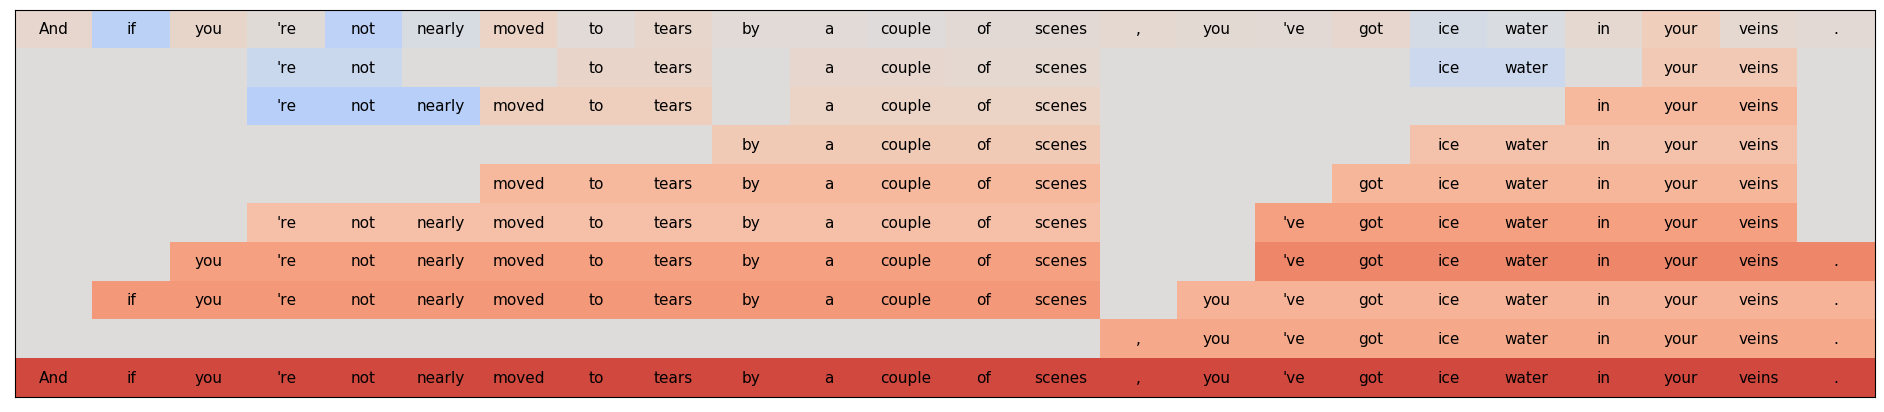 And if you 're not nearly moved to tears by a couple of scenes , you 've got ice water in your veins .
're not to tears a couple of scenes ice water your veins
're not nearly moved to tears a couple of scenes in your veins
by a couple of scenes ice water in your veins
moved to tears by a couple of scenes got ice water in your veins
're not nearly moved to tears by a couple of scenes 've got ice water in your veins
you 're not nearly moved to tears by a couple of scenes 've got ice water in your veins .
if you 're not nearly moved to tears by a couple of scenes you 've got ice water in your veins .
, you 've got ice water in your veins .
And if you 're not nearly moved to tears by a couple of scenes , you 've got ice water in your veins .